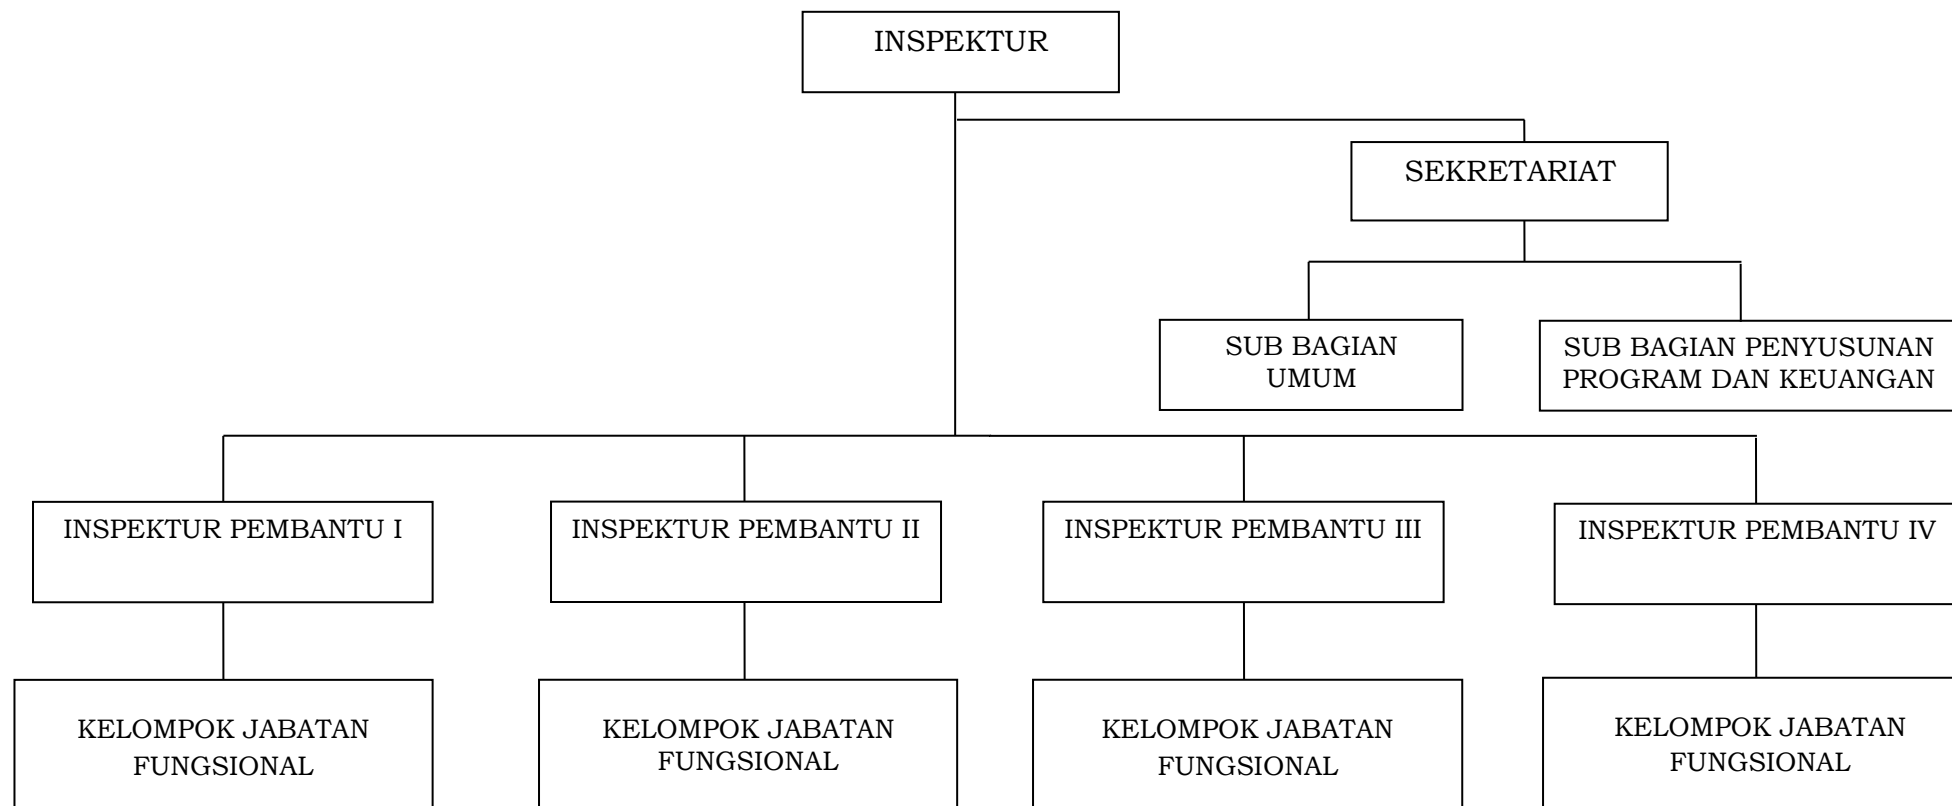 INSPEKTUR
SEKRETARIAT
SUB BAGIAN
UMUM
SUB BAGIAN PENYUSUNAN
PROGRAM DAN KEUANGAN
INSPEKTUR PEMBANTU I
INSPEKTUR PEMBANTU II
INSPEKTUR PEMBANTU III
INSPEKTUR PEMBANTU IV
KELOMPOK JABATAN
FUNGSIONAL
KELOMPOK JABATAN
FUNGSIONAL
KELOMPOK JABATAN
FUNGSIONAL
KELOMPOK JABATAN
FUNGSIONAL